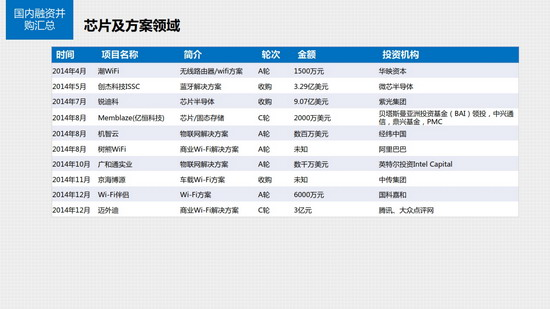 国内融资并
购汇总
芯片及方案领域
时间 项目名称 简介 轮次 金额 投资机构
2014年4月 潮WiFi 无线路由器/wifi方案 A轮 1500万元 华映资本
2014年5月 创杰科技ISSC 蓝牙解决方案 收购 3.29亿美元 微芯半导体
2014年7月 锐迪科 芯片半导体 收购 9.07亿美元 紫光集团
2014年8月 Memblaze(亿恒科技) 芯片/固态存储 C轮 2000万美元 贝塔斯曼亚洲投资基金（BAI）领投，中兴通
信，鼎兴基金，PMC
2014年8月 机智云 物联网解决方案 A轮 数百万美元 经纬中国
2014年8月 树熊WiFi 商业Wi-Fi解决方案 A轮 未知 阿里巴巴
2014年10月 广和通实业 物联网解决方案 A轮 数千万美元 英特尔投资Intel Capital
2014年11月 京海博源 车载Wi-Fi方案 收购 未知 中传集团
2014年12月 Wi-Fi伴侣 Wi-Fi方案 A轮 6000万元 国科嘉和
2014年12月 迈外迪 商业Wi-Fi解决方案 C轮 3亿元 腾讯、大众点评网